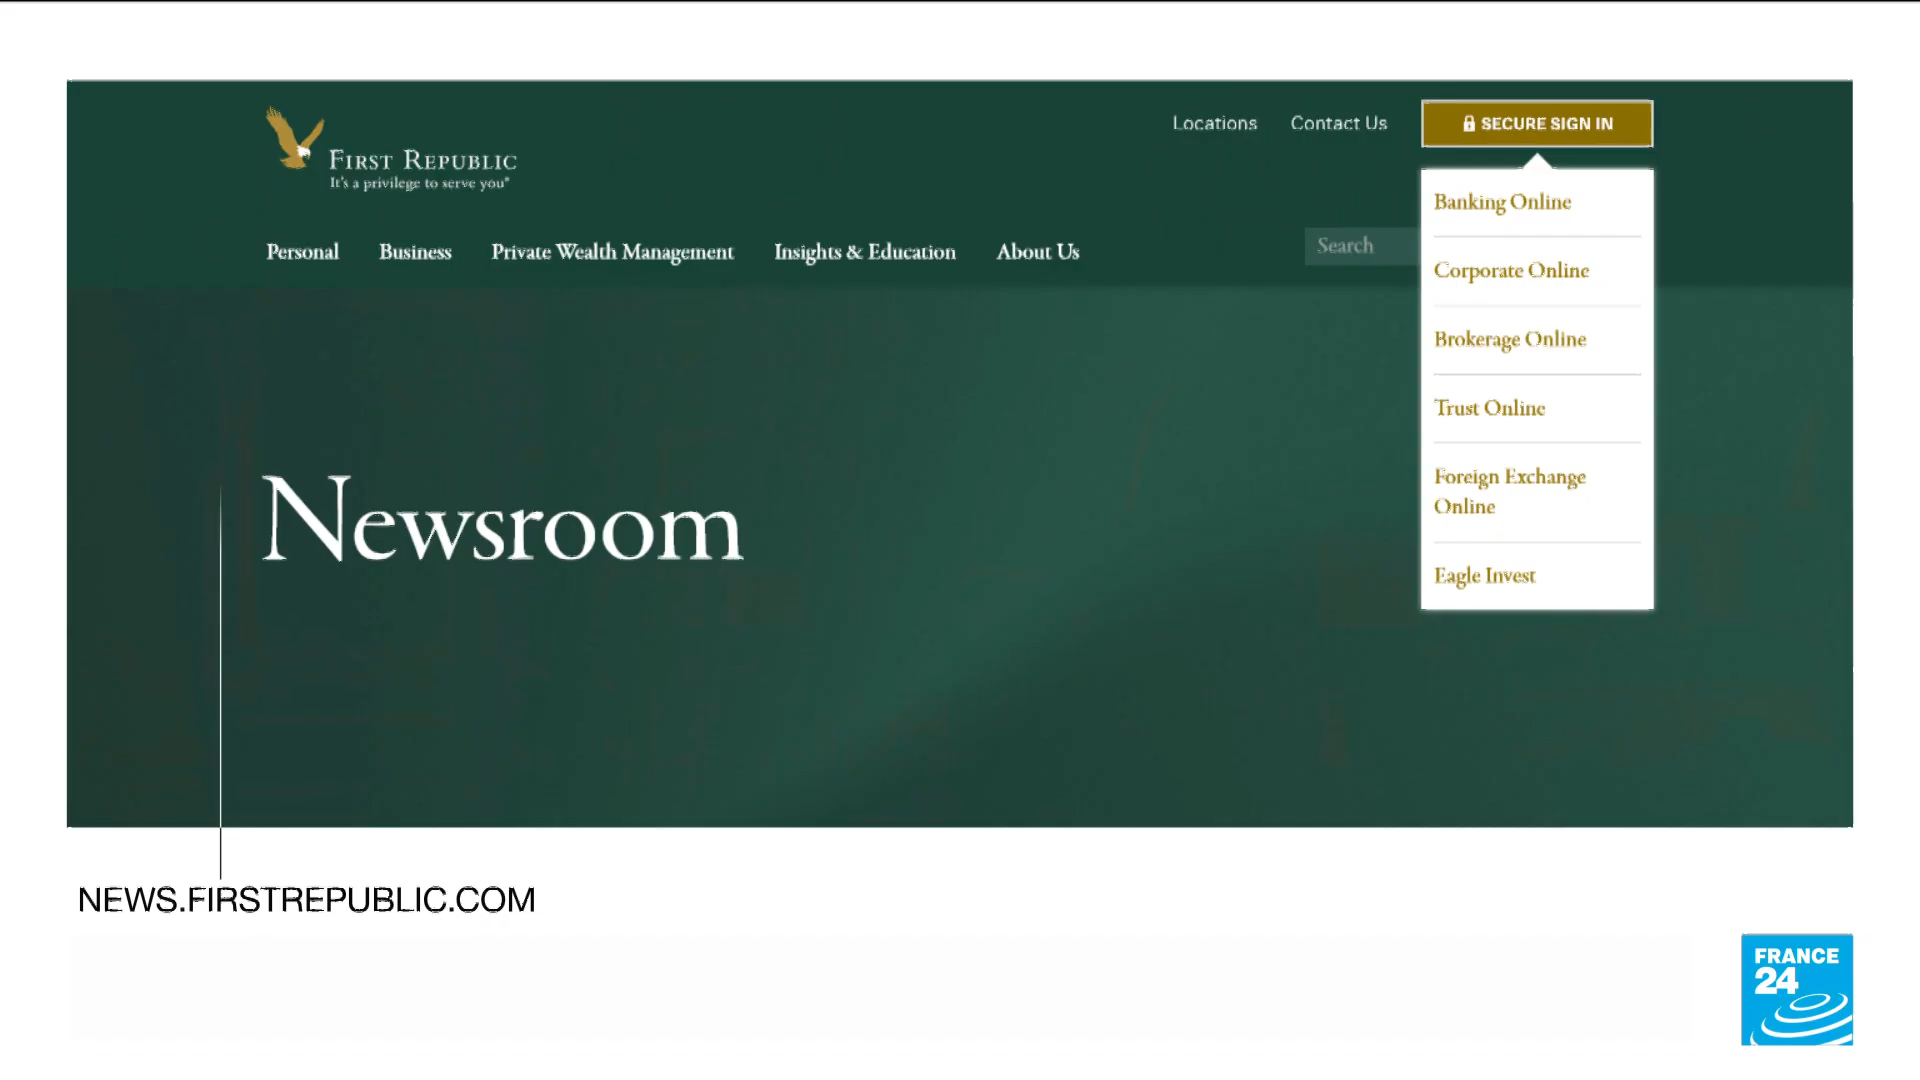 Locations
Contact Us
SECURE SIGN IN
FIRST REPUBLIC
It's a privilege to serve you®
Personal
Business
Private Wealth Management
Insights & Education
About Us
Search
Banking Online
Corporate Online
Brokerage Online
Trust Online
Foreign Exchange
Online
Eagle Invest
Newsroom
NEWS.FIRSTREPUBLIC.COM
FRANCE
24